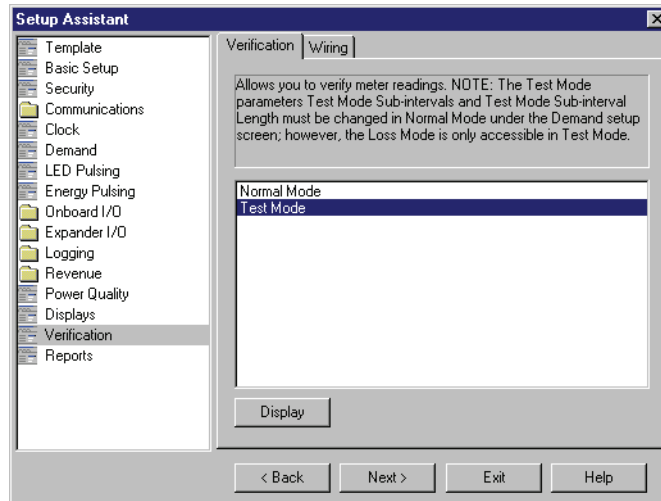 Setup Assistant
Template
Basic Setup
Security
Communications
Clock
Demand
LED Pulsing
Energy Pulsing
Onboard I/O
Expander I/O
Logging
Revenue
Power Quality
Displays
Verification
Reports
Verification
Wiring
Allows you to verify meter readings. NOTE: The Test Mode
parameters Test Mode Sub-intervals and Test Mode Sub-interval
Length must be changed in Normal Mode under the Demand setup
screen; however, the Loss Mode is only accessible in Test Mode.
Normal Mode
Test Mode
Display
< Back
Next >
Exit
Help